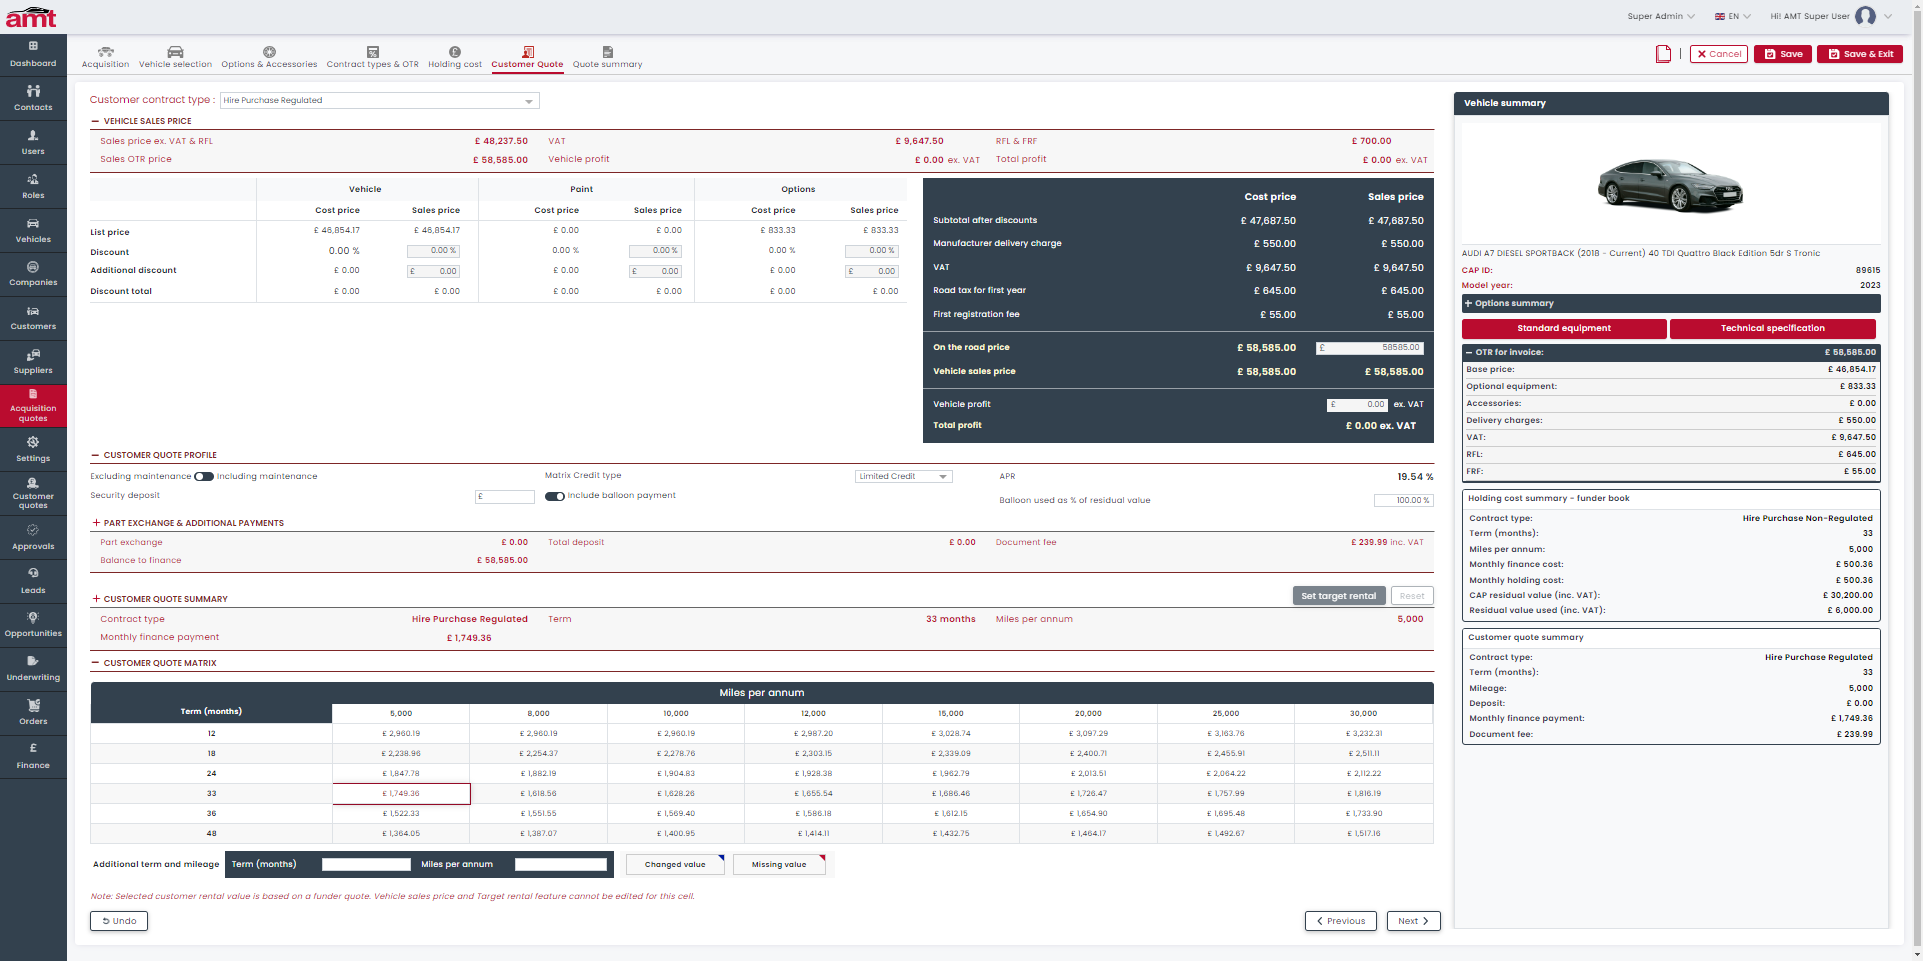 amt
Super Admin
EN
Hi! AMT Super User
Dashboard
Contacts
Users
Roles
Vehicles
Companies
Customers
Suppliers
Acquisition quotes
Settings
Customer quotes
Approvals
Leads
Opportunities
Underwriting
Orders
Finance
Acquisition Vehicle selection Options & Accessories Contract types & OTR Holding cost Customer Quote Quote summary
Cancel Save Save & Exit
Customer contract type : Hire Purchase Regulated
VEHICLE SALES PRICE
Sales price ex. VAT & RFL £ 48,237.50 VAT £ 9,647.50 RFL & FRF £ 700.00
Sales OTR price £ 58,585.00 Vehicle profit £ 0.00 ex. VAT Total profit £ 0.00 ex. VAT
Vehicle Paint Options
Cost price Sales price Cost price Sales price Cost price Sales price
List price £ 46,854.17 £ 46,854.17 £ 0.00 £ 0.00 £ 833.33 £ 833.33
Discount 0.00 % 0.00 % 0.00 % 0.00 % 0.00 % 0.00 %
Additional discount £ 0.00 £ 0.00 £ 0.00 £ 0.00 £ 0.00 £ 0.00
Discount total £ 0.00 £ 0.00 £ 0.00 £ 0.00 £ 0.00 £ 0.00
Cost price Sales price
Subtotal after discounts £ 47,687.50 £ 47,687.50
Manufacturer delivery charge £ 550.00 £ 550.00
VAT £ 9,647.50 £ 9,647.50
Road tax for first year £ 645.00 £ 645.00
First registration fee £ 55.00 £ 55.00
On the road price £ 58,585.00 £ 58585.00
Vehicle sales price £ 58,585.00 £ 58,585.00
Vehicle profit £ 0.00 ex. VAT
Total profit £ 0.00 ex. VAT
CUSTOMER QUOTE PROFILE
Excluding maintenance Including maintenance Matrix Credit type Limited Credit APR 19.54 %
Security deposit £ Include balloon payment Balloon used as % of residual value 100.00 %
PART EXCHANGE & ADDITIONAL PAYMENTS
Part exchange £ 0.00 Total deposit £ 0.00 Document fee £ 239.99 inc. VAT
Balance to finance £ 58,585.00
CUSTOMER QUOTE SUMMARY Set target rental Reset
Contract type Hire Purchase Regulated Term 33 months Miles per annum 5,000
Monthly finance payment £ 1,749.36
CUSTOMER QUOTE MATRIX
Miles per annum
Term (months) 5,000 8,000 10,000 12,000 15,000 20,000 25,000 30,000
12 £ 2,960.19 £ 2,960.19 £ 2,960.19 £ 2,987.20 £ 3,028.74 £ 3,097.29 £ 3,163.76 £ 3,232.31
18 £ 2,238.96 £ 2,254.37 £ 2,278.76 £ 2,303.15 £ 2,339.09 £ 2,400.71 £ 2,455.91 £ 2,511.11
24 £ 1,847.78 £ 1,882.19 £ 1,904.83 £ 1,928.38 £ 1,962.79 £ 2,013.51 £ 2,064.22 £ 2,112.22
33 £ 1,749.36 £ 1,618.56 £ 1,628.26 £ 1,655.54 £ 1,686.46 £ 1,726.47 £ 1,757.99 £ 1,816.19
36 £ 1,522.33 £ 1,551.55 £ 1,569.40 £ 1,586.18 £ 1,612.15 £ 1,654.90 £ 1,695.48 £ 1,733.90
48 £ 1,364.05 £ 1,387.07 £ 1,400.95 £ 1,414.11 £ 1,432.75 £ 1,464.17 £ 1,492.67 £ 1,517.16
Additional term and mileage Term (months) Miles per annum Changed value Missing value
Note: Selected customer rental value is based on a funder quote. Vehicle sales price and Target rental feature cannot be edited for this cell.
Undo Previous Next
Vehicle summary
AUDI A7 DIESEL SPORTBACK (2018 - Current) 40 TDI Quattro Black Edition 5dr S Tronic
CAP ID: 89615
Model year: 2023
Options summary
Standard equipment Technical specification
OTR for invoice: £ 58,585.00
Base price: £ 46,854.17
Optional equipment: £ 833.33
Accessories: £ 0.00
Delivery charges: £ 550.00
VAT: £ 9,647.50
RFL: £ 645.00
FRF: £ 55.00
Holding cost summary - funder book
Contract type: Hire Purchase Non-Regulated
Term (months): 33
Miles per annum: 5,000
Monthly finance cost: £ 500.36
Monthly holding cost: £ 500.36
CAP residual value (inc. VAT): £ 30,200.00
Residual value used (inc. VAT): £ 6,000.00
Customer quote summary
Contract type: Hire Purchase Regulated
Term (months): 33
Mileage: 5,000
Deposit: £ 0.00
Monthly finance payment: £ 1,749.36
Document fee: £ 239.99